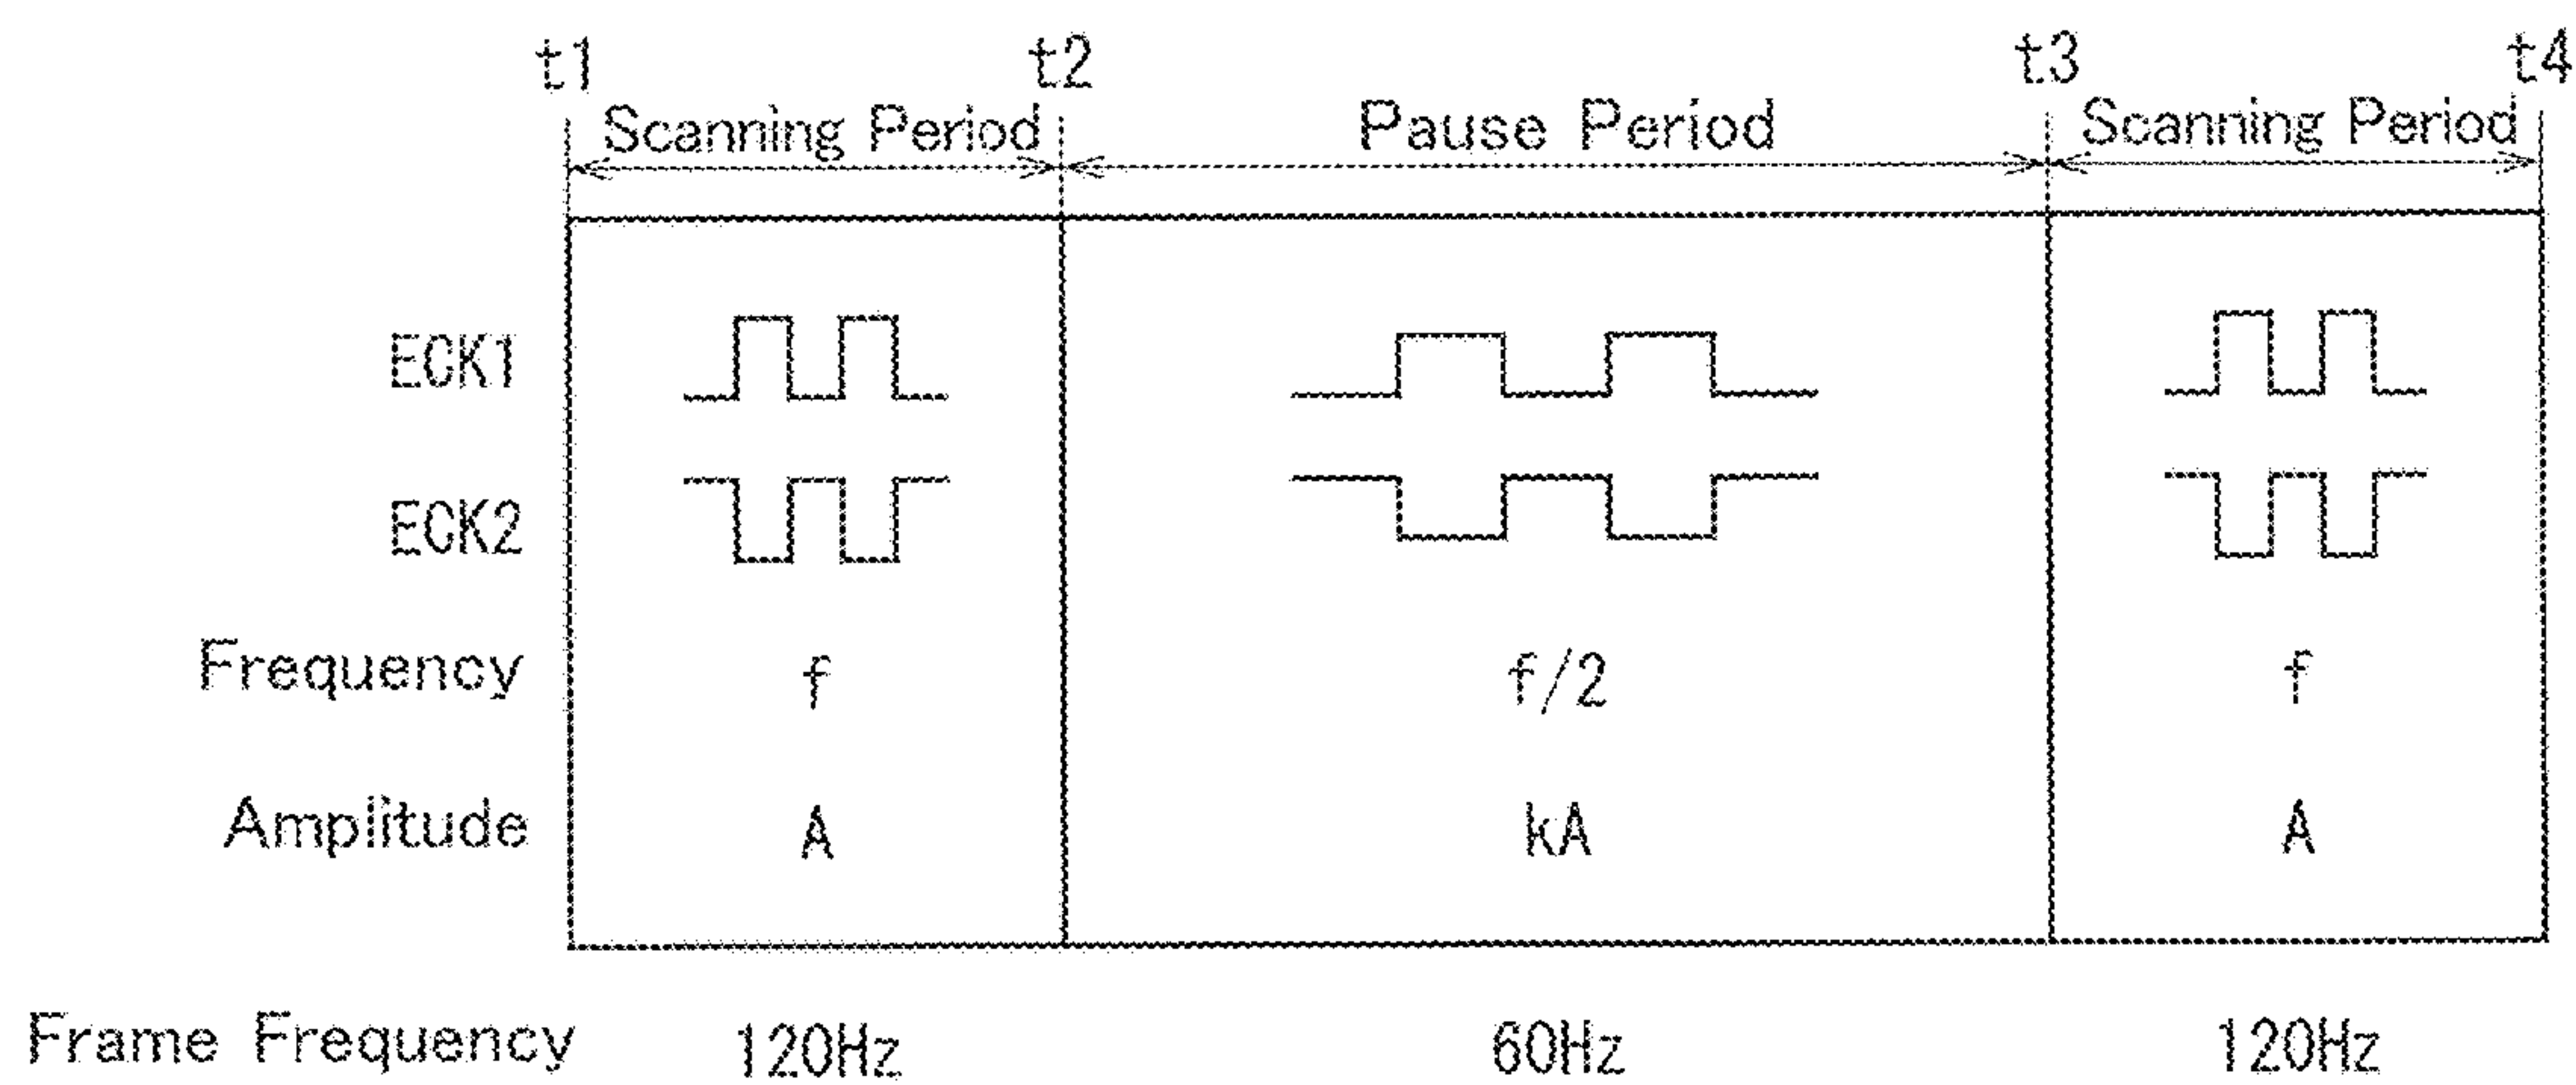 t1 t2 t3 t4
Scanning Period Pause Period Scanning Period
ECK1
ECK2
Frequency f f/2 f
Amplitude A kA A
Frame Frequency 120Hz 60Hz 120Hz